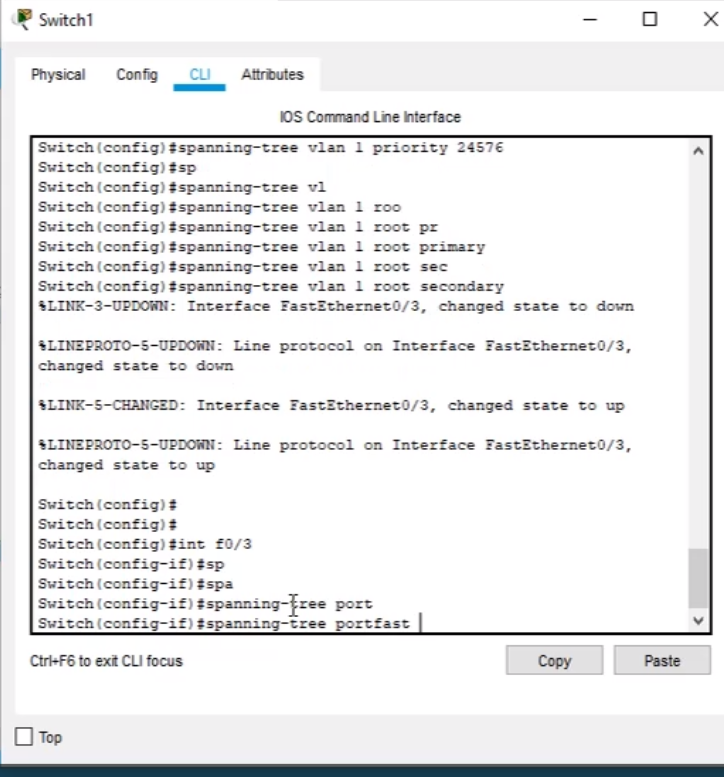 Switch1
Physical Config CLI Attributes
IOS Command Line Interface
Switch(config)#spanning-tree vlan 1 priority 24576
Switch(config)#sp
Switch(config)#spanning-tree vl
Switch(config)#spanning-tree vlan 1 roo
Switch(config)#spanning-tree vlan 1 root pr
Switch(config)#spanning-tree vlan 1 root primary
Switch(config)#spanning-tree vlan 1 root sec
Switch(config)#spanning-tree vlan 1 root secondary
%LINK-3-UPDOWN: Interface FastEthernet0/3, changed state to down
%LINEPROTO-5-UPDOWN: Line protocol on Interface FastEthernet0/3,
changed state to down
%LINK-5-CHANGED: Interface FastEthernet0/3, changed state to up
%LINEPROTO-5-UPDOWN: Line protocol on Interface FastEthernet0/3,
changed state to up
Switch(config)#
Switch(config)#
Switch(config)#int f0/3
Switch(config-if)#sp
Switch(config-if)#spa
Switch(config-if)#spanning-tree port
Switch(config-if)#spanning-tree portfast
Ctrl+F6 to exit CLI focus
Copy Paste
Top